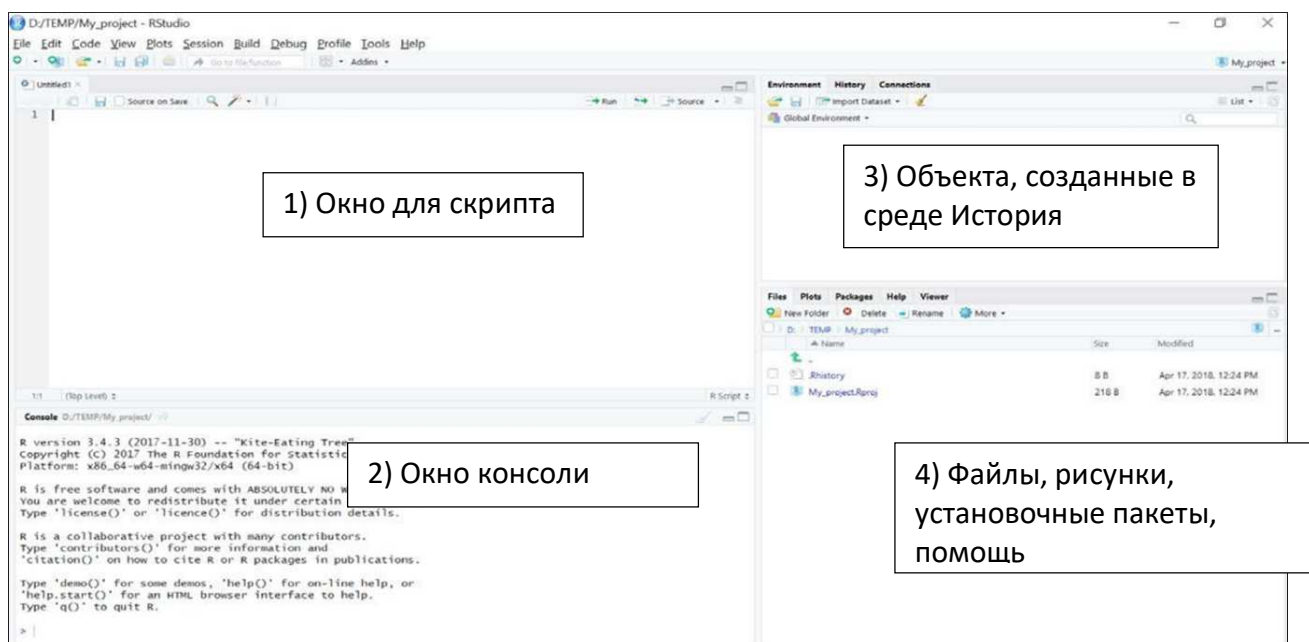 D:/TEMP/My_project - RStudio
File Edit Code View Plots Session Build Debug Profile Tools Help
Go to file/function Addins
My_project
Untitled1
Source on Save Run Source
1
1) Окно для скрипта
1:1 (Top Level) R Script
Console D:/TEMP/My_project/
R version 3.4.3 (2017-11-30) -- "Kite-Eating Tree"
Copyright (C) 2017 The R Foundation for Statistic
Platform: x86_64-w64-mingw32/x64 (64-bit)
R is free software and comes with ABSOLUTELY NO W
You are welcome to redistribute it under certain
Type 'license()' or 'licence()' for distribution details.
R is a collaborative project with many contributors.
Type 'contributors()' for more information and
'citation()' on how to cite R or R packages in publications.
Type 'demo()' for some demos, 'help()' for on-line help, or
'help.start()' for an HTML browser interface to help.
Type 'q()' to quit R.
>
2) Окно консоли
Environment History Connections
Import Dataset List
Global Environment
3) Объекта, созданные в
среде История
Files Plots Packages Help Viewer
New Folder Delete Rename More
D: TEMP My_project
Name Size Modified
..
.Rhistory 8 B Apr 17, 2018, 12:24 PM
My_project.Rproj 218 B Apr 17, 2018, 12:24 PM
4) Файлы, рисунки,
установочные пакеты,
помощь